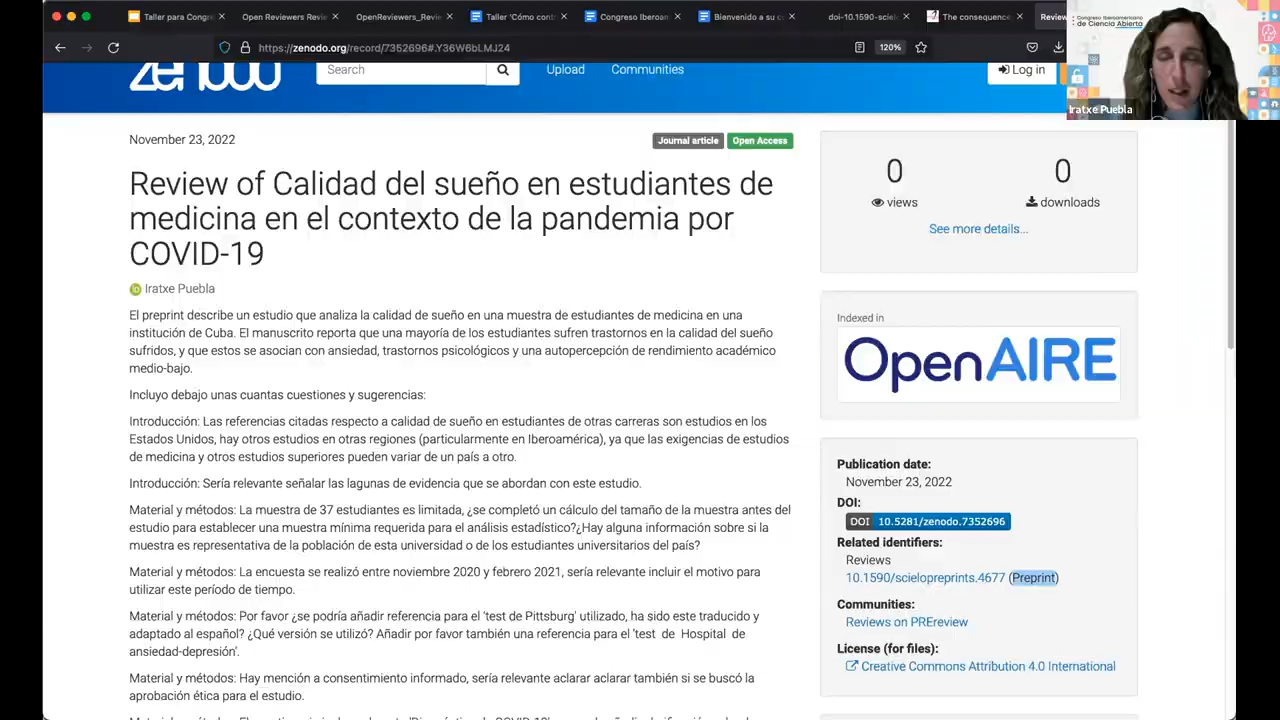 Taller para Congre
Open Reviewers Revi
OpenReviewers_Revie
Taller 'Cómo contr
Congreso Iberoam
Bienvenido a su c
doi-10.1590-sciel
The consequence
Review
https://zenodo.org/record/7352696#.Y36W6bLMJ24
120%
Congreso Iberoamericano
de Ciencia Abierta
Iratxe Puebla
zenodo
Search
Upload
Communities
Log in
November 23, 2022
Journal article
Open Access
Review of Calidad del sueño en estudiantes de
medicina en el contexto de la pandemia por
COVID-19
iD Iratxe Puebla
El preprint describe un estudio que analiza la calidad de sueño en una muestra de estudiantes de medicina en una
institución de Cuba. El manuscrito reporta que una mayoría de los estudiantes sufren trastornos en la calidad del sueño
sufridos, y que estos se asocian con ansiedad, trastornos psicológicos y una autopercepción de rendimiento académico
medio-bajo.
Incluyo debajo unas cuantas cuestiones y sugerencias:
Introducción: Las referencias citadas respecto a calidad de sueño en estudiantes de otras carreras son estudios en los
Estados Unidos, hay otros estudios en otras regiones (particularmente en Iberoamérica), ya que las exigencias de estudios
de medicina y otros estudios superiores pueden variar de un país a otro.
Introducción: Sería relevante señalar las lagunas de evidencia que se abordan con este estudio.
Material y métodos: La muestra de 37 estudiantes es limitada, ¿se completó un cálculo del tamaño de la muestra antes del
estudio para establecer una muestra mínima requerida para el análisis estadístico?¿Hay alguna información sobre si la
muestra es representativa de la población de esta universidad o de los estudiantes universitarios del país?
Material y métodos: La encuesta se realizó entre noviembre 2020 y febrero 2021, sería relevante incluir el motivo para
utilizar este período de tiempo.
Material y métodos: Por favor ¿se podría añadir referencia para el 'test de Pittsburg' utilizado, ha sido este traducido y
adaptado al español? ¿Qué versión se utilizó? Añadir por favor también una referencia para el 'test de Hospital de
ansiedad-depresión'.
Material y métodos: Hay mención a consentimiento informado, sería relevante aclarar aclarar también si se buscó la
aprobación ética para el estudio.
0
views
0
downloads
See more details...
Indexed in
OpenAIRE
Publication date:
November 23, 2022
DOI:
DOI 10.5281/zenodo.7352696
Related identifiers:
Reviews
10.1590/scielopreprints.4677 (Preprint)
Communities:
Reviews on PREreview
License (for files):
Creative Commons Attribution 4.0 International